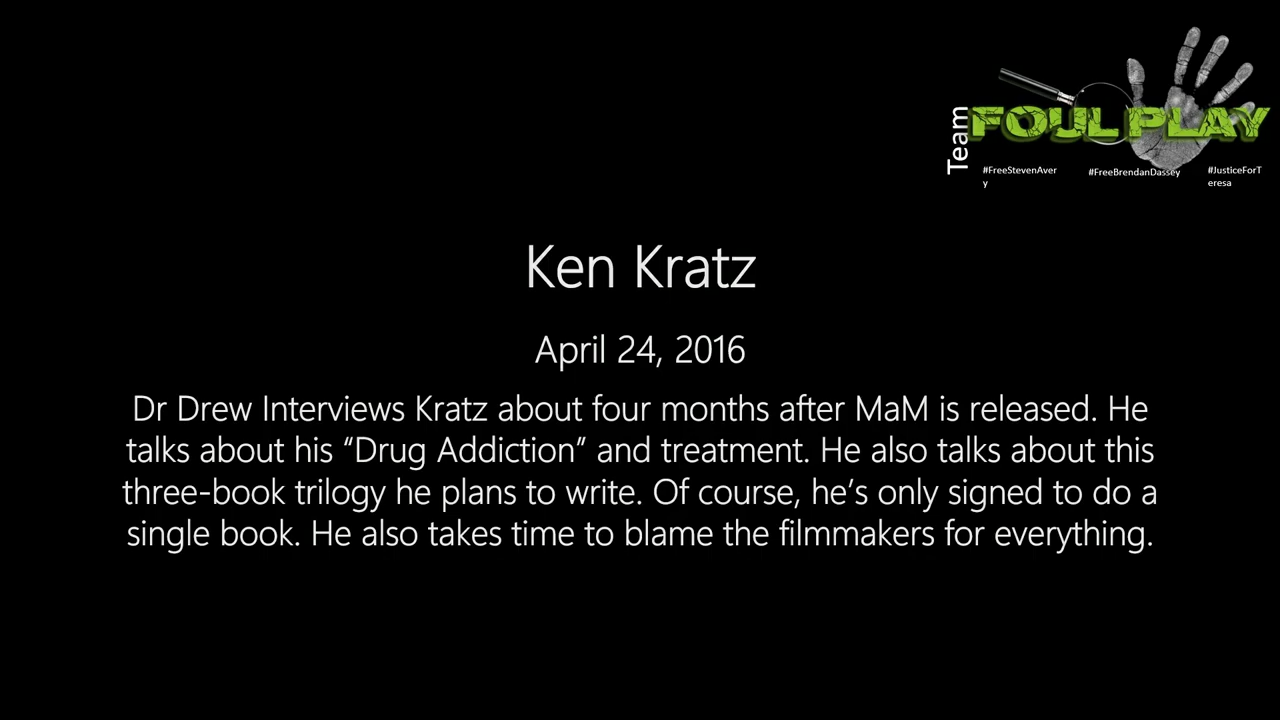 Team
FOUL PLAY
#FreeStevenAver
y
#FreeBrendanDassey
#JusticeForT
eresa
Ken Kratz
April 24, 2016
Dr Drew Interviews Kratz about four months after MaM is released. He
talks about his “Drug Addiction” and treatment. He also talks about this
three-book trilogy he plans to write. Of course, he’s only signed to do a
single book. He also takes time to blame the filmmakers for everything.